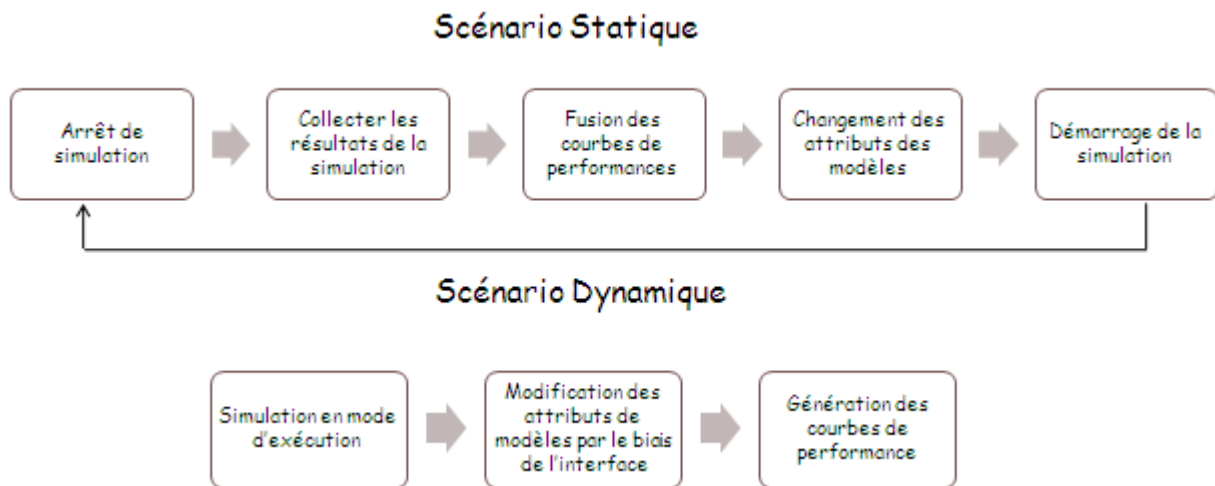 Scénario Statique
Arrêt de
simulation
Collecter les
résultats de la
simulation
Fusion des
courbes de
performances
Changement des
attributs des
modèles
Démarrage de la
simulation
Scénario Dynamique
Simulation en mode
d'exécution
Modification des
attributs de
modèles par le biais
de l'interface
Génération des
courbes de
performance